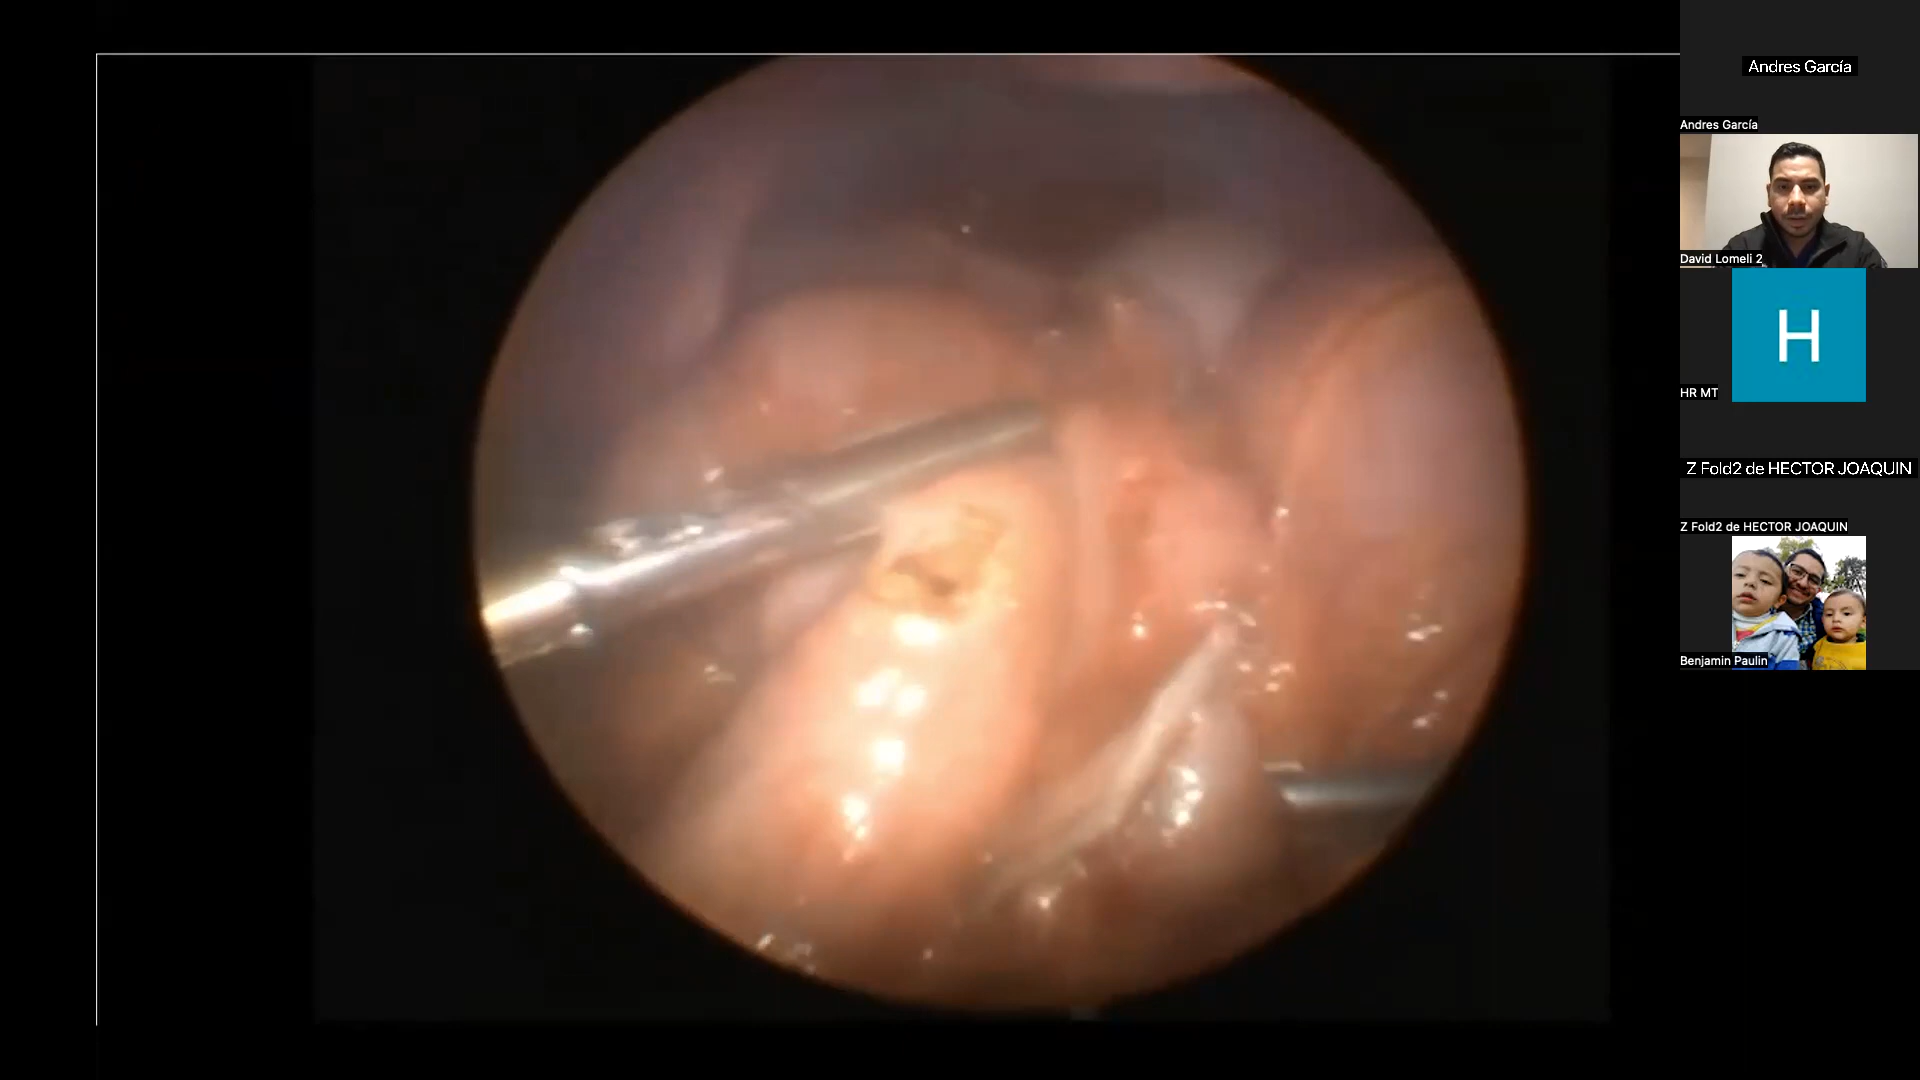 Andres García
Andres García
David Lomeli 2
H
HR MT
Z Fold2 de HECTOR JOAQUIN
Z Fold2 de HECTOR JOAQUIN
Benjamin Paulin